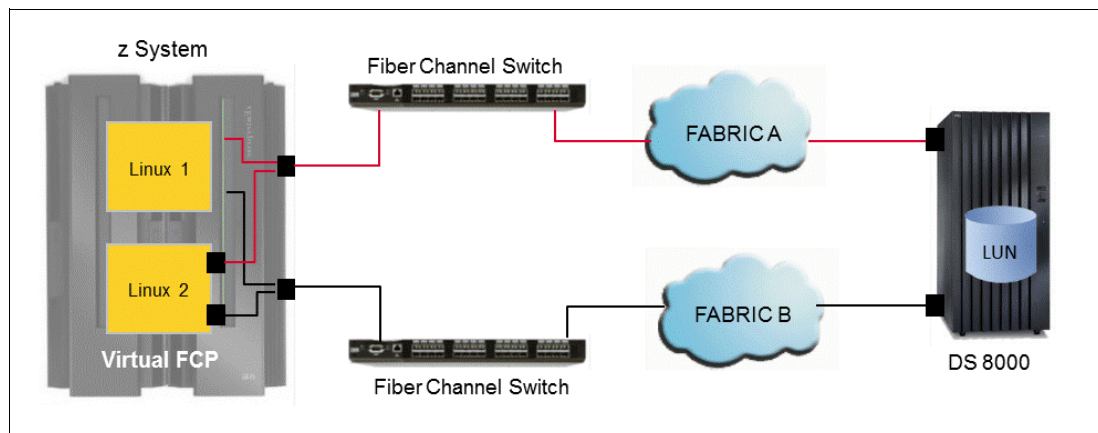 z System
Fiber Channel Switch
FABRIC A
Linux 1
LUN
Linux 2
FABRIC B
Virtual FCP
DS 8000
Fiber Channel Switch